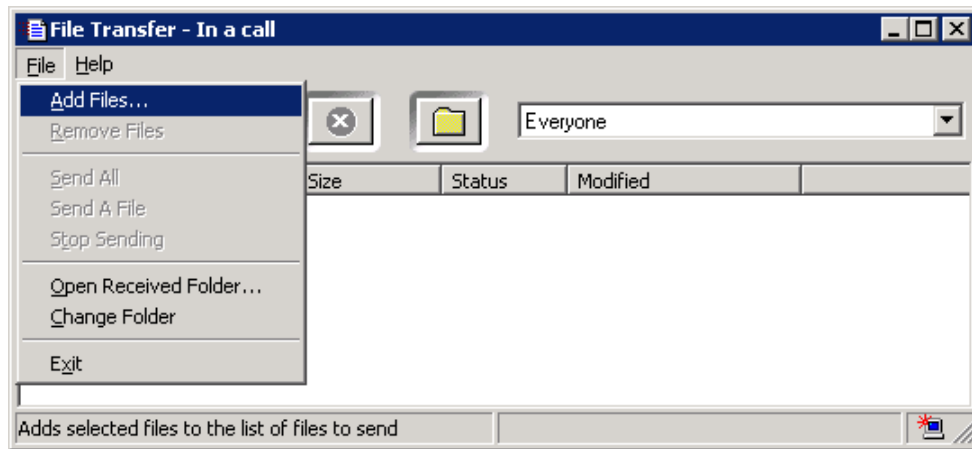 File Transfer - In a call
File Help
Add Files...
Remove Files
Send All
Send A File
Stop Sending
Open Received Folder...
Change Folder
Exit
Everyone
Size Status Modified
Adds selected files to the list of files to send